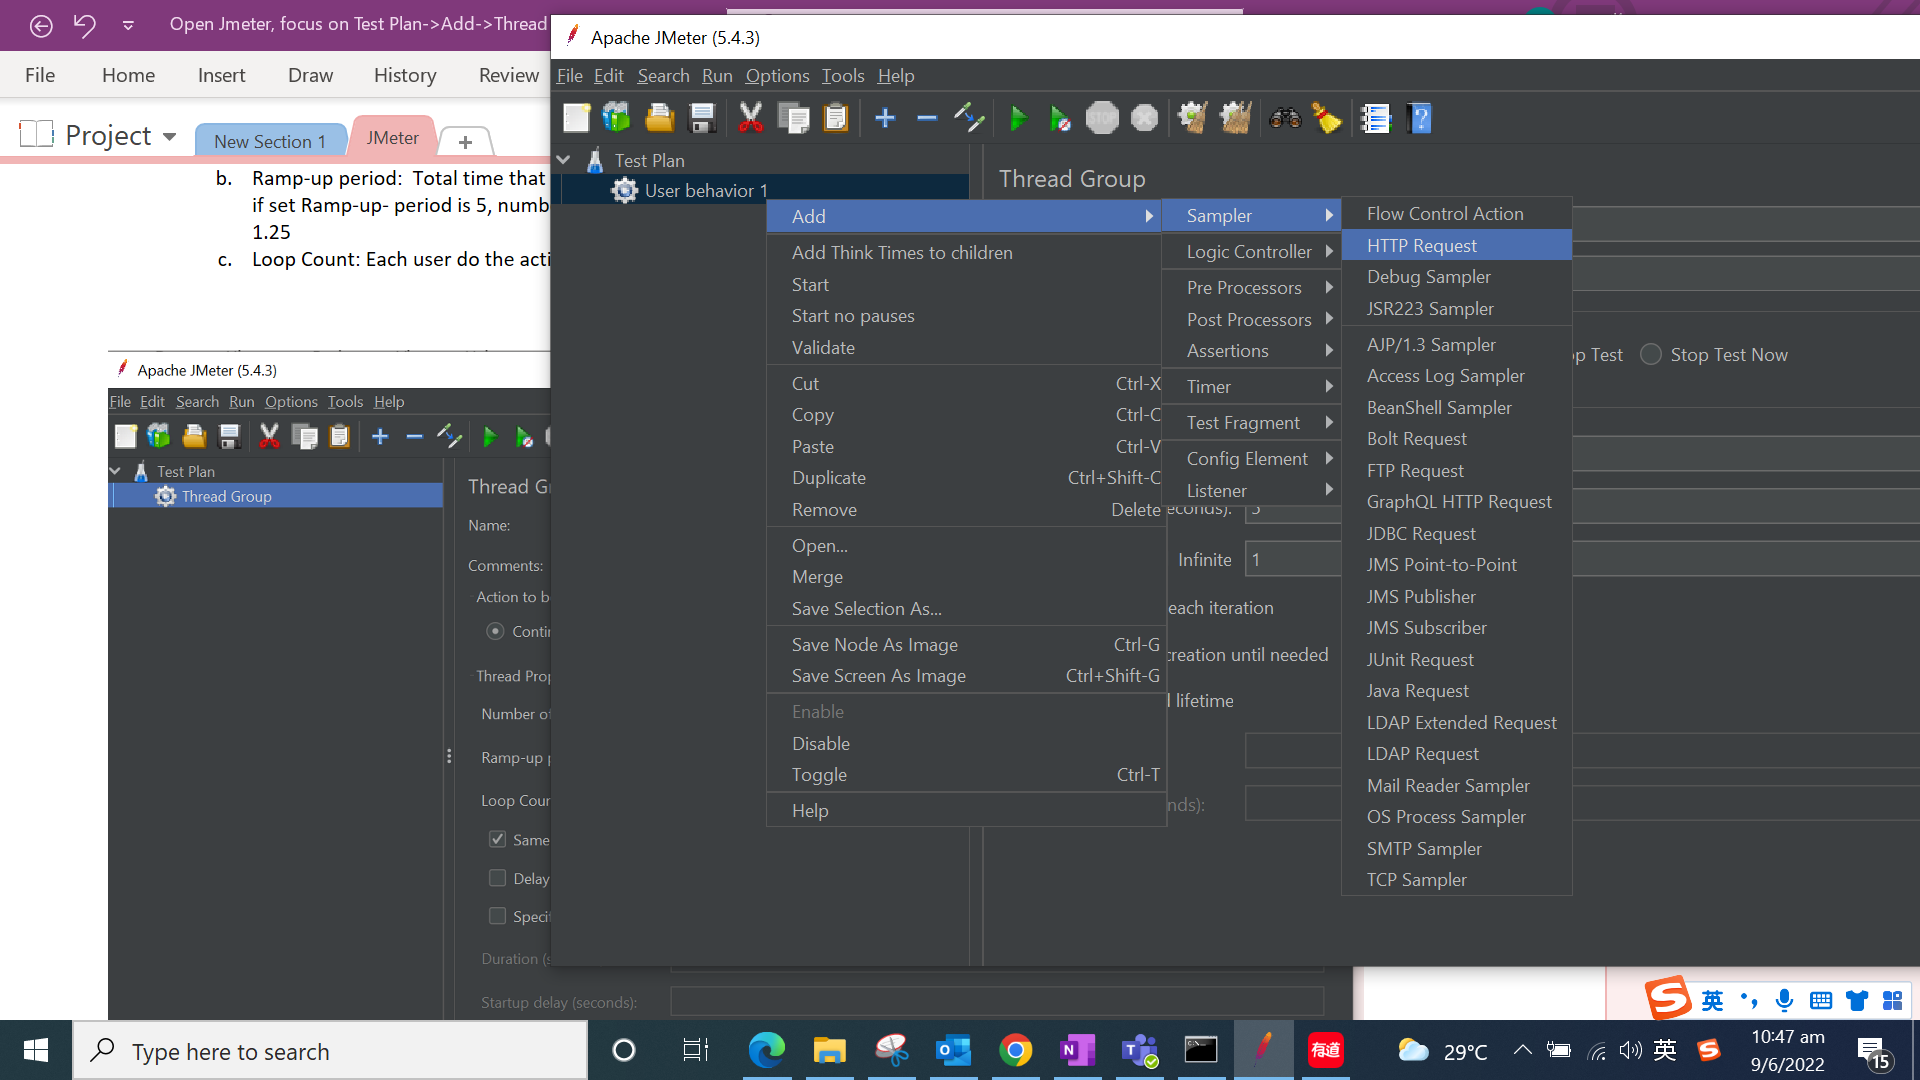 Open Jmeter, focus on Test Plan->Add->Thread
File Home Insert Draw History Review
Project New Section 1 JMeter +
b. Ramp-up period: Total time that
if set Ramp-up- period is 5, numb
1.25
c. Loop Count: Each user do the acti
Apache JMeter (5.4.3)
File Edit Search Run Options Tools Help
Test Plan
Thread Group
Thread G
Name:
Comments:
Action to b
Conti
Thread Prop
Number of
Ramp-up p
Loop Cour
Same
Delay
Specif
Duration (s
Startup delay (seconds):
Apache JMeter (5.4.3)
File Edit Search Run Options Tools Help
STOP
Test Plan
User behavior 1
Thread Group
Add
Add Think Times to children
Start
Start no pauses
Validate
Cut Ctrl-X
Copy Ctrl-C
Paste Ctrl-V
Duplicate Ctrl+Shift-C
Remove Delete
Open...
Merge
Save Selection As...
Save Node As Image Ctrl-G
Save Screen As Image Ctrl+Shift-G
Enable
Disable
Toggle Ctrl-T
Help
Sampler
Logic Controller
Pre Processors
Post Processors
Assertions
Timer
Test Fragment
Config Element
Listener
Flow Control Action
HTTP Request
Debug Sampler
JSR223 Sampler
AJP/1.3 Sampler
Access Log Sampler
BeanShell Sampler
Bolt Request
FTP Request
GraphQL HTTP Request
JDBC Request
JMS Point-to-Point
JMS Publisher
JMS Subscriber
JUnit Request
Java Request
LDAP Extended Request
LDAP Request
Mail Reader Sampler
OS Process Sampler
SMTP Sampler
TCP Sampler
op Test Stop Test Now
econds):
Infinite 1
each iteration
creation until needed
lifetime
nds):
英
Type here to search
有道
29°C
英
10:47 am
9/6/2022
15